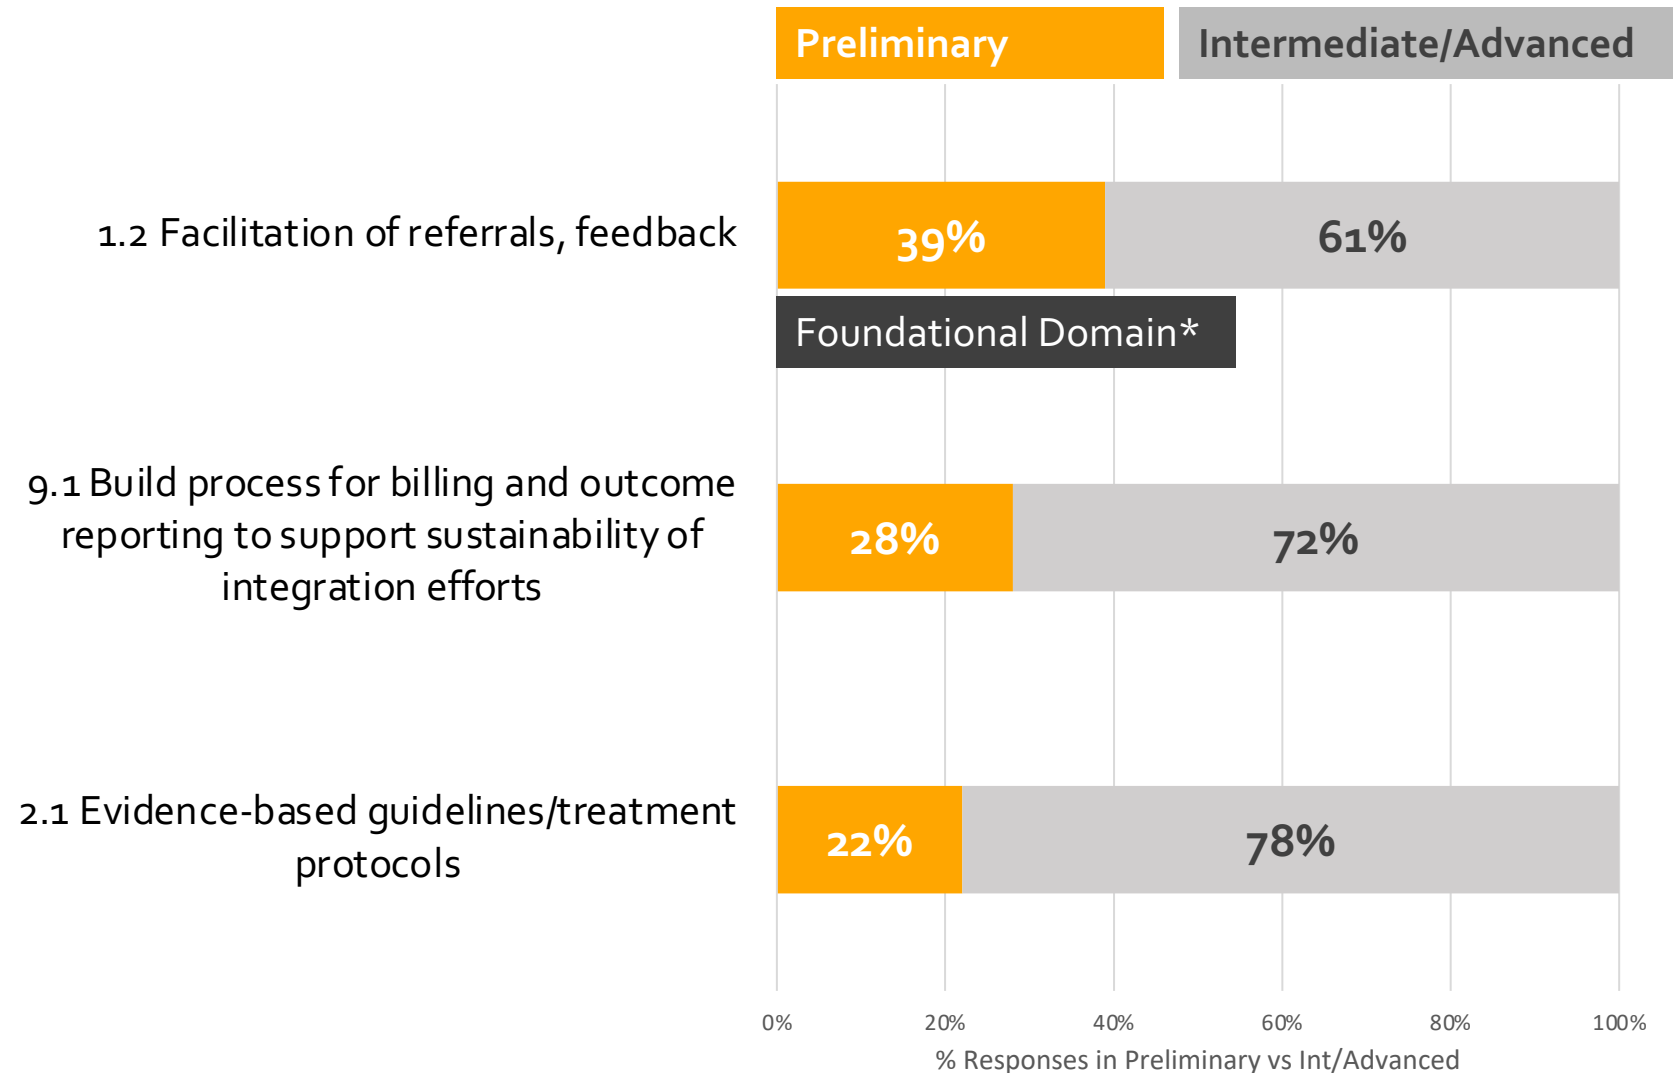 Preliminary
Intermediate/Advanced
1.2 Facilitation of referrals, feedback
39%
61%
Foundational Domain*
9.1 Build process for billing and outcome
reporting to support sustainability of
integration efforts
28%
72%
2.1 Evidence-based guidelines/treatment
protocols
22%
78%
0%
20%
40%
60%
80%
100%
% Responses in Preliminary vs Int/Advanced